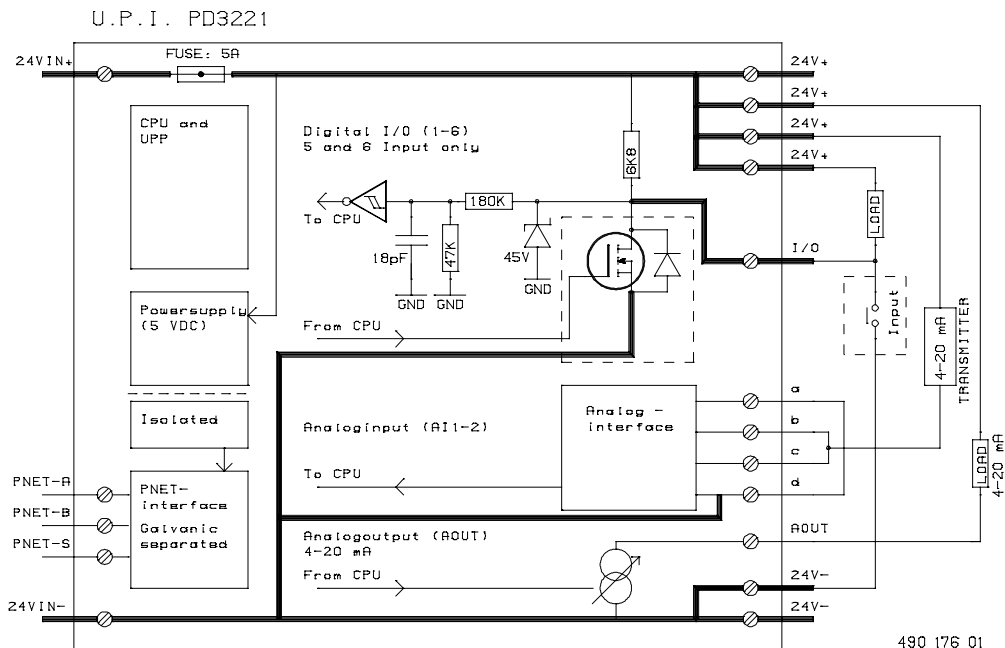 U.P.I. PD3221
24VIN+
FUSE: 5A
24V+
24V+
24V+
24V+
CPU and
UPP
Digital I/O (1-6)
5 and 6 Input only
6K8
180K
To CPU
18pF
47K
45V
GND
GND
GND
LOAD
I/O
Input
Powersupply
(5 VDC)
From CPU
4-20 mA
TRANSMITTER
Isolated
Analoginput (AI1-2)
Analog -
interface
a
b
c
d
To CPU
LOAD
4-20 mA
PNET-A
PNET-B
PNET-S
PNET-
interface
Galvanic
separated
Analogoutput (AOUT)
4-20 mA
From CPU
AOUT
24V-
24V-
24VIN-
490 176 01